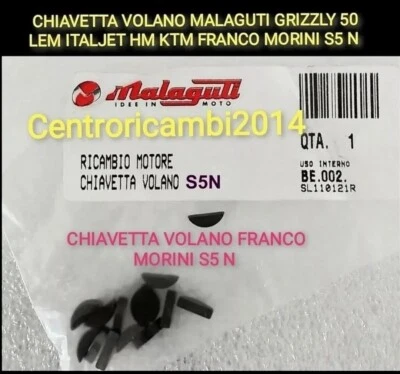 CHIAVETTA VOLANO MALAGUTI GRIZZLY 50
LEM ITALJET HM KTM FRANCO MORINI S5 N
Malaguti
IDEE IN MOTO
Centroricambi2014
QTA. 1
RICAMBIO MOTORE
USO INTERNO
CHIAVETTA VOLANO S5N
BE.002.
SL110121R
CHIAVETTA VOLANO FRANCO
MORINI S5 N